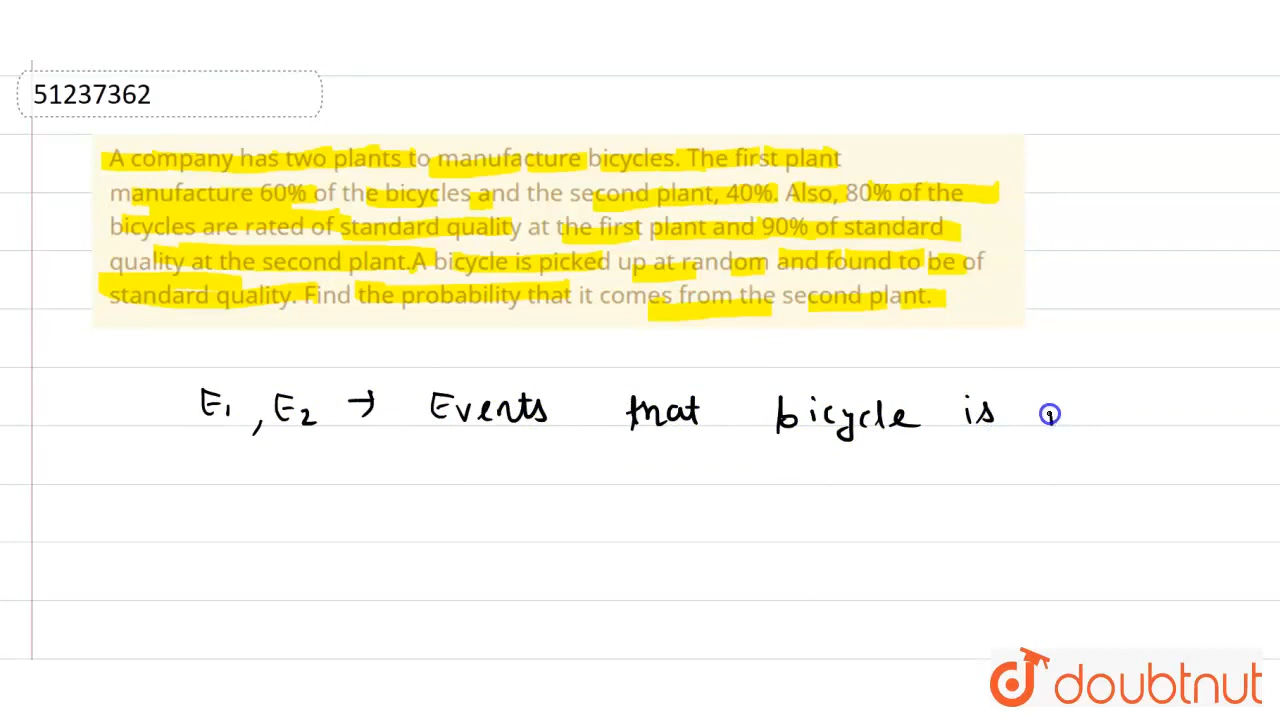 51237362
A company has two plants to manufacture bicycles. The first plant
manufacture 60% of the bicycles and the second plant, 40%. Also, 80% of the
bicycles are rated of standard quality at the first plant and 90% of standard
quality at the second plant.A bicycle is picked up at random and found to be of
standard quality. Find the probability that it comes from the second plant.
E1, E2 → Events that bicycle is
doubtnut